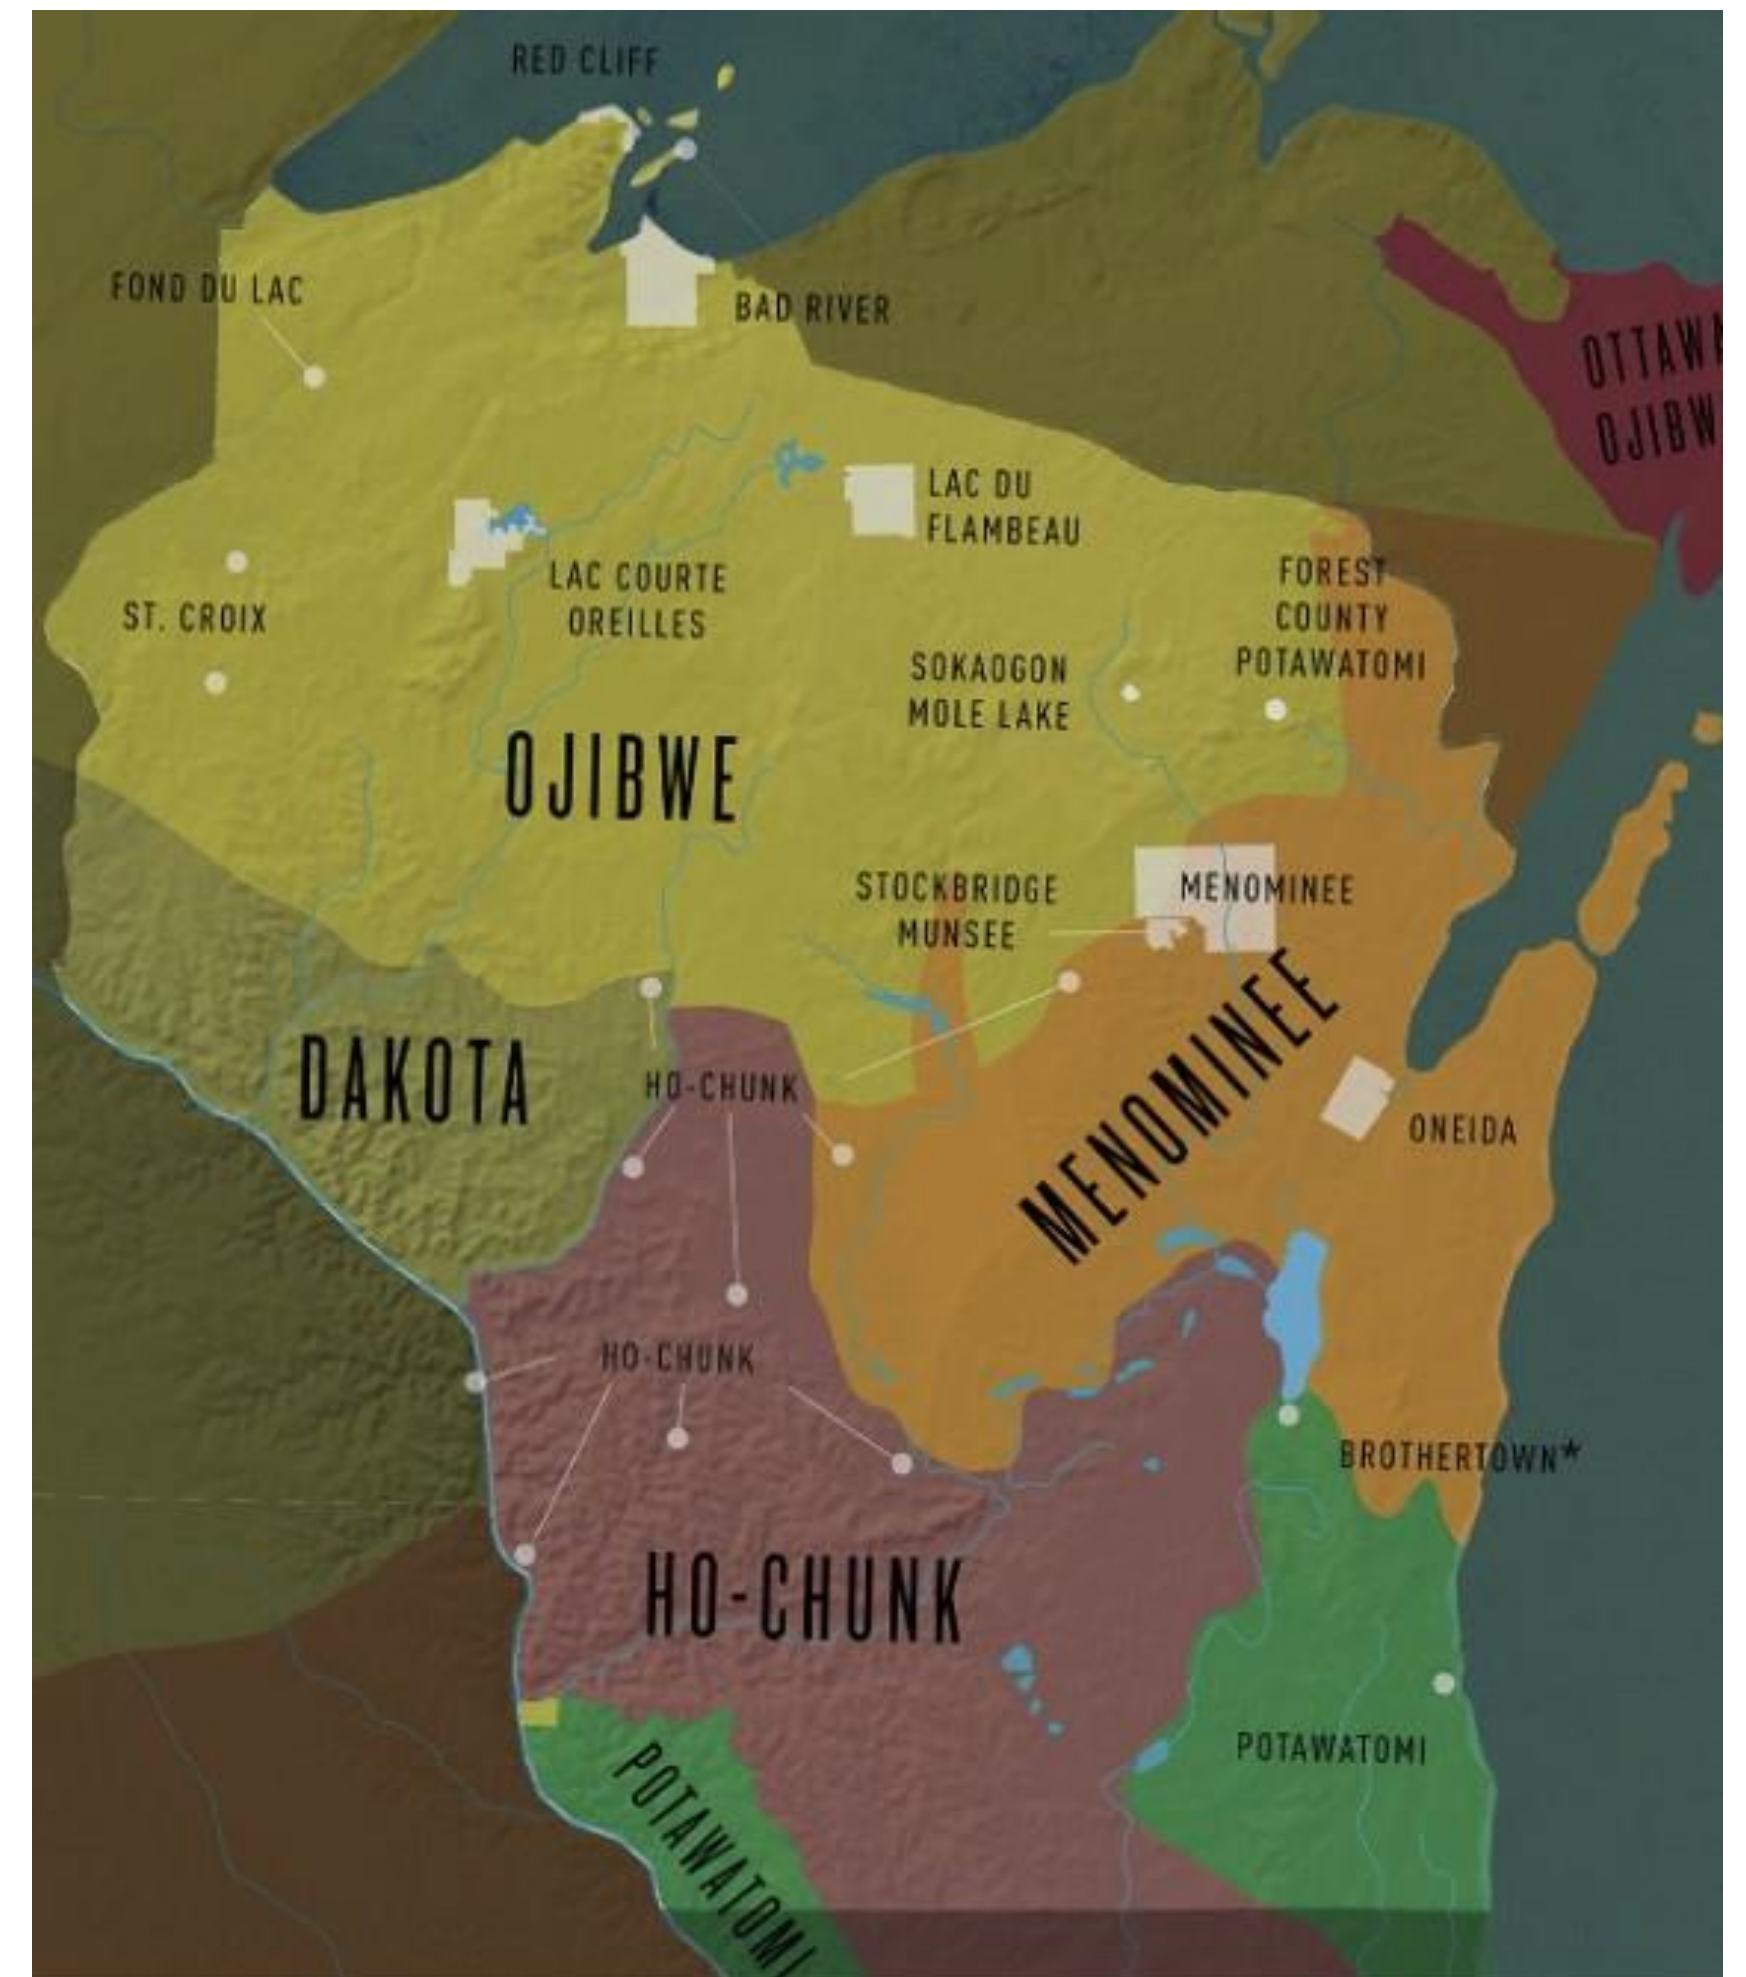 RED CLIFF
FOND DU LAC
BAD RIVER
OTTAWA
OJIBW
LAC DU
FLAMBEAU
LAC COURTE
OREILLES
FOREST
COUNTY
POTAWATOMI
ST. CROIX
SOKAOGON
MOLE LAKE
OJIBWE
STOCKBRIDGE
MUNSEE
MENOMINEE
MENOMINEE
DAKOTA
HO-CHUNK
ONEIDA
HO-CHUNK
BROTHERTOWN*
HO-CHUNK
POTAWATOMI
POTAWATOMI